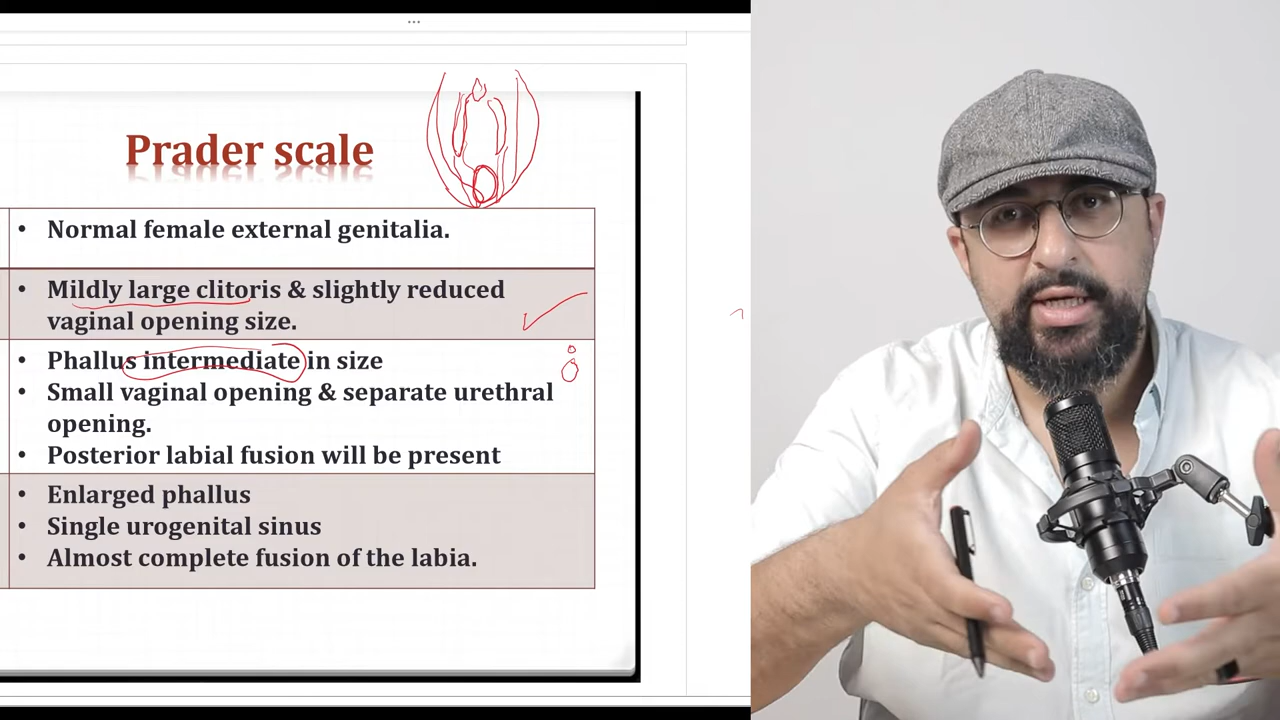 Prader scale
• Normal female external genitalia.
• Mildly large clitoris & slightly reduced
vaginal opening size.
• Phallus intermediate in size
• Small vaginal opening & separate urethral
opening.
• Posterior labial fusion will be present
• Enlarged phallus
• Single urogenital sinus
• Almost complete fusion of the labia.